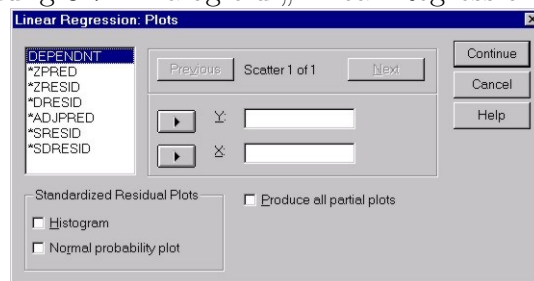 Linear Regression: Plots
DEPENDNT
*ZPRED
*ZRESID
*DRESID
*ADJPRED
*SRESID
*SDRESID
Previous
Scatter 1 of 1
Next
Y:
X:
Continue
Cancel
Help
Standardized Residual Plots
Histogram
Normal probability plot
Produce all partial plots